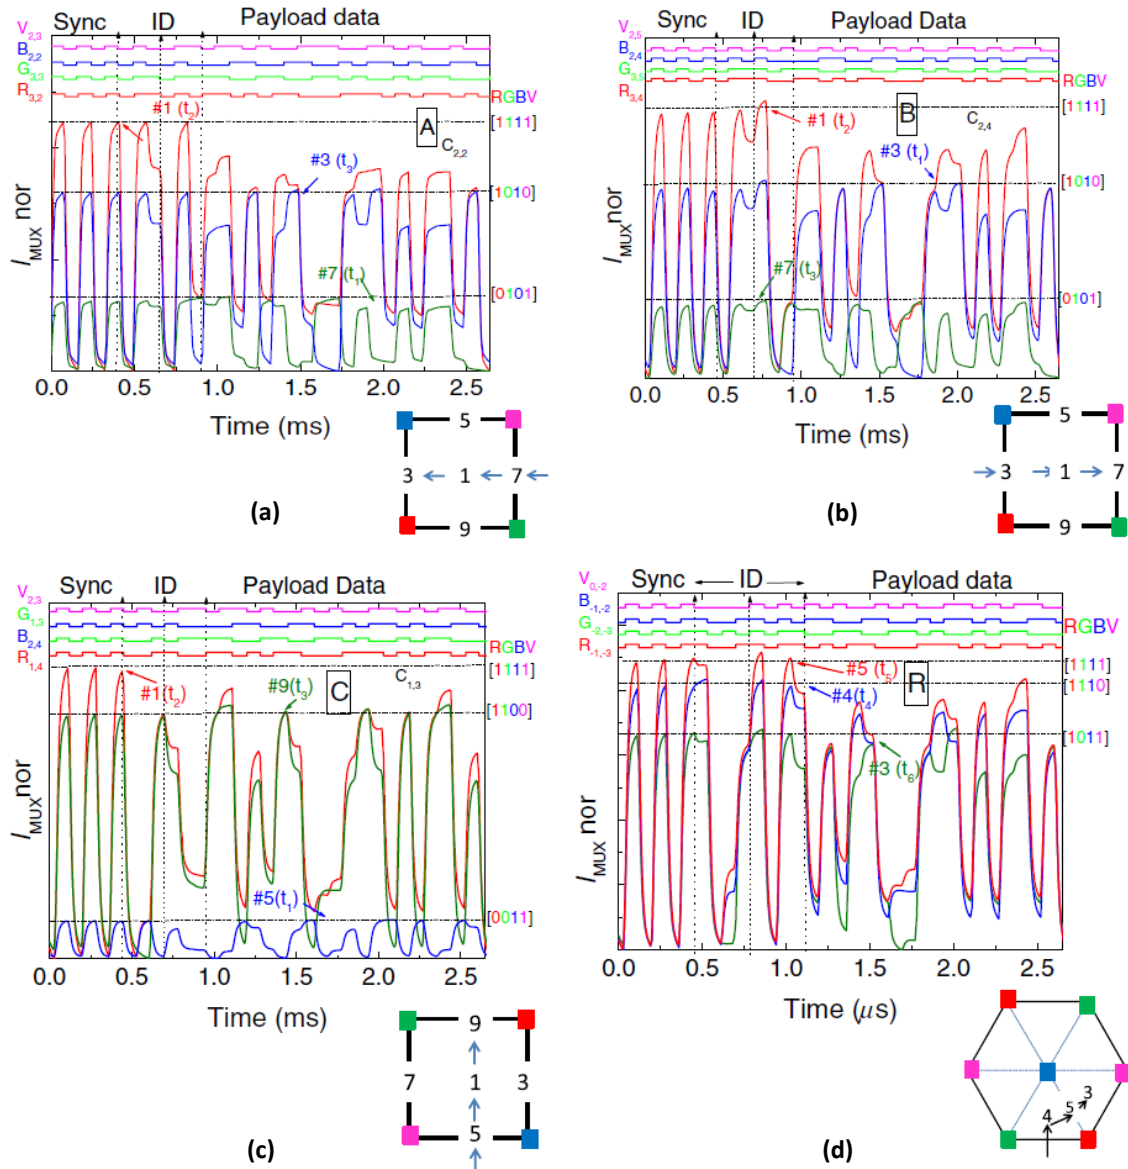 Sync ID Payload data
V2,3
B2,2
G3,3
R3,2
RGBV
#1 (t2)
[1111]
A
C2,2
#3 (t3)
[1010]
#7 (t1)
[0101]
IMUX nor
0.0 0.5 1.0 1.5 2.0 2.5
Time (ms)
5
3 1 7
9
(a)
Sync ID Payload Data
V2,5
B2,4
G3,5
R3,4
RGBV
[1111]
#1 (t2)
B
C2,4
#3 (t1)
[1010]
#7 (t3)
[0101]
IMUX nor
0.0 0.5 1.0 1.5 2.0 2.5
Time (ms)
5
3 1 7
9
(b)
Sync ID Payload Data
V2,3
G1,3
B2,4
R1,4
RGBV
[1111]
#1(t2)
C
C1,3
#9(t3)
[1100]
#5(t1)
[0011]
IMUX nor
0.0 0.5 1.0 1.5 2.0 2.5
Time (ms)
9
7 1 3
5
(c)
Sync ID Payload data
V0,-2
B-1,-2
G-2,-3
R-1,-3
RGBV
[1111]
#5 (t5)
R
[1110]
#4(t4)
[1011]
#3 (t6)
IMUX nor
0.0 0.5 1.0 1.5 2.0 2.5
Time (µs)
3
4 5
(d)